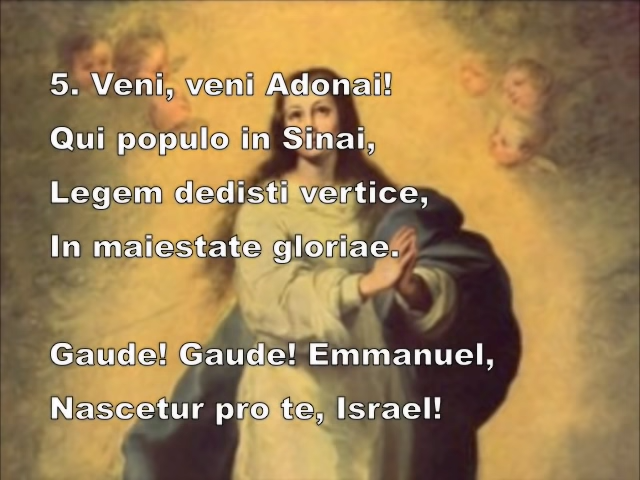 5. Veni, veni Adonai!
Qui populo in Sinai,
Legem dedisti vertice,
In maiestate gloriae.
Gaude! Gaude! Emmanuel,
Nascetur pro te, Israel!